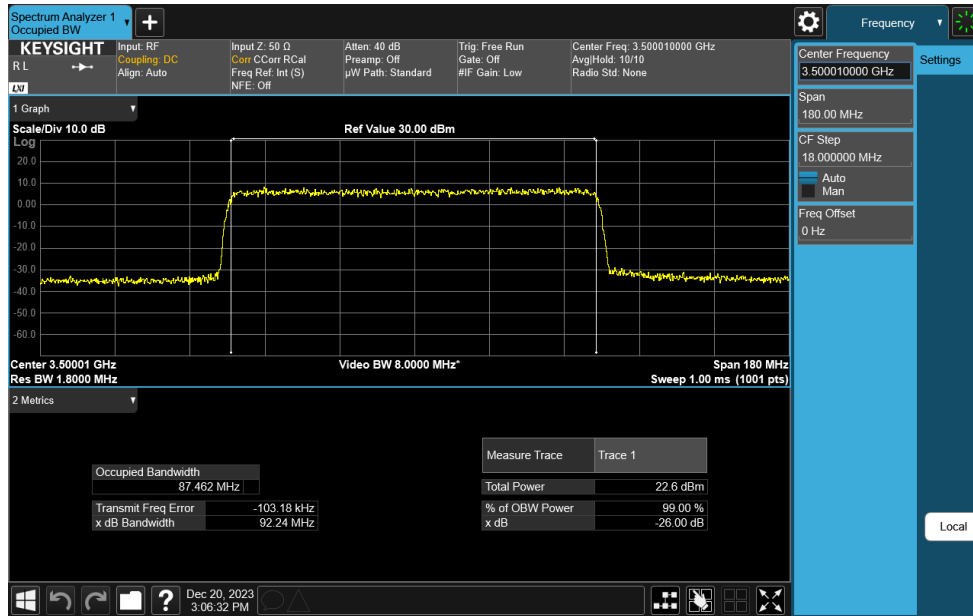 Spectrum Analyzer 1
Occupied BW
Frequency
KEYSIGHT
R L
LXI
Input: RF
Coupling: DC
Align: Auto
Input Z: 50 Ω
Corr CCorr RCal
Freq Ref: Int (S)
NFE: Off
Atten: 40 dB
Preamp: Off
µW Path: Standard
Trig: Free Run
Gate: Off
#IF Gain: Low
Center Freq: 3.500010000 GHz
Avg|Hold: 10/10
Radio Std: None
Center Frequency
3.500010000 GHz
Settings
Span
180.00 MHz
CF Step
18.000000 MHz
Auto
Man
Freq Offset
0 Hz
Local
1 Graph
Scale/Div 10.0 dB
Ref Value 30.00 dBm
Log
20.0
10.0
0.00
-10.0
-20.0
-30.0
-40.0
-50.0
-60.0
Center 3.50001 GHz
Video BW 8.0000 MHz*
Span 180 MHz
Res BW 1.8000 MHz
Sweep 1.00 ms (1001 pts)
2 Metrics
Occupied Bandwidth
87.462 MHz
Transmit Freq Error -103.18 kHz
x dB Bandwidth 92.24 MHz
Measure Trace Trace 1
Total Power 22.6 dBm
% of OBW Power 99.00 %
x dB -26.00 dB
Dec 20, 2023
3:06:32 PM